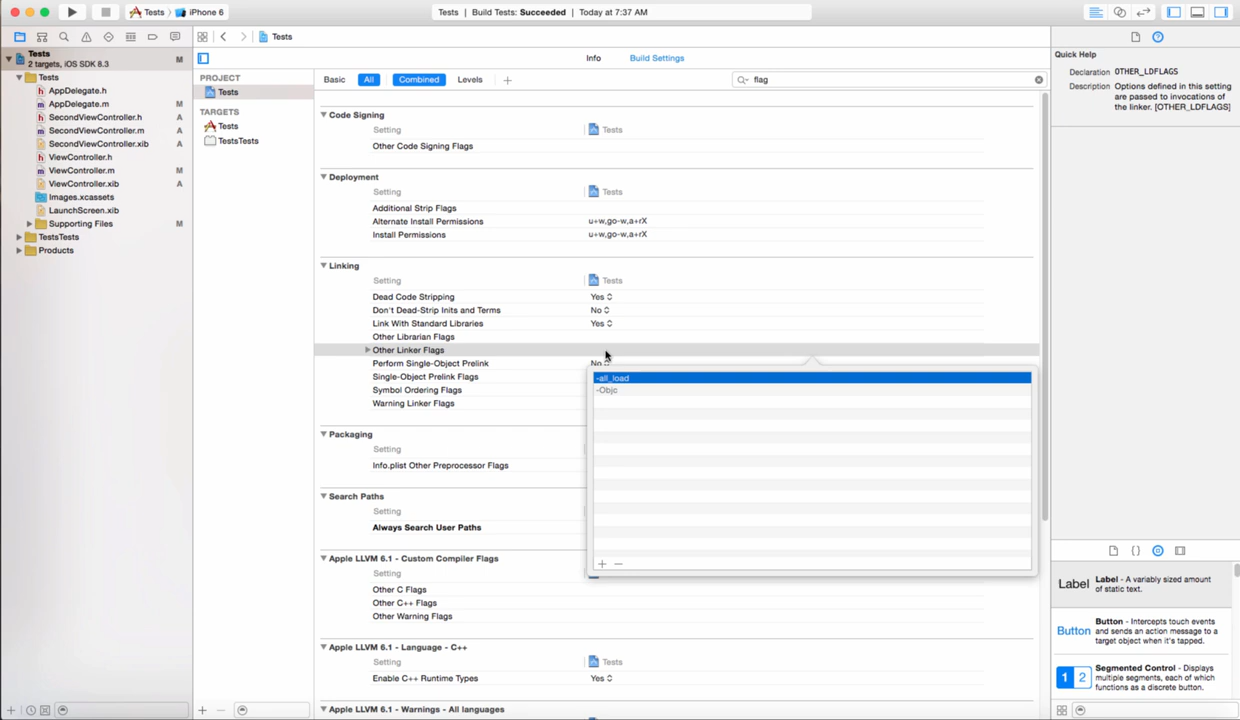 Tests
iPhone 6
Tests | Build Tests: Succeeded | Today at 7:37 AM
Tests
Tests
2 targets, iOS SDK 8.3
M
Tests
AppDelegate.h
AppDelegate.m
M
SecondViewController.h
A
SecondViewController.m
A
SecondViewController.xib
A
ViewController.h
ViewController.m
M
ViewController.xib
A
Images.xcassets
LaunchScreen.xib
Supporting Files
M
TestsTests
Products
PROJECT
Tests
TARGETS
Tests
TestsTests
Info
Build Settings
Basic
All
Combined
Levels
flag
Code Signing
Setting
Tests
Other Code Signing Flags
Deployment
Setting
Tests
Additional Strip Flags
Alternate Install Permissions
u+w,go-w,a+rX
Install Permissions
u+w,go-w,a+rX
Linking
Setting
Tests
Dead Code Stripping
Yes
Don't Dead-Strip Inits and Terms
No
Link With Standard Libraries
Yes
Other Librarian Flags
Other Linker Flags
Perform Single-Object Prelink
No
Single-Object Prelink Flags
Symbol Ordering Flags
Warning Linker Flags
-all_load
-Objc
Packaging
Setting
Info.plist Other Preprocessor Flags
Search Paths
Setting
Always Search User Paths
Apple LLVM 6.1 - Custom Compiler Flags
Setting
Other C Flags
Other C++ Flags
Other Warning Flags
Apple LLVM 6.1 - Language - C++
Setting
Tests
Enable C++ Runtime Types
Yes
Apple LLVM 6.1 - Warnings - All languages
Quick Help
Declaration OTHER_LDFLAGS
Description Options defined in this setting
are passed to invocations of
the linker. [OTHER_LDFLAGS]
Label
Label - A variably sized amount
of static text.
Button
Button - Intercepts touch events
and sends an action message to a
target object when it's tapped.
1 2
Segmented Control - Displays
multiple segments, each of which
functions as a discrete button.